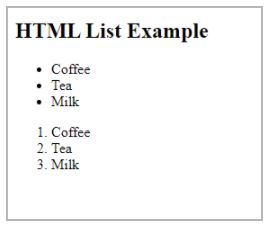 HTML List Example
• Coffee
• Tea
• Milk
1. Coffee
2. Tea
3. Milk